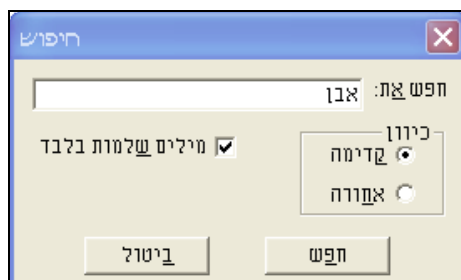 חיפוש
חפש את: אבן
כיוון
קדימה
אחורה
מילים שלמות בלבד
חפש
ביטול